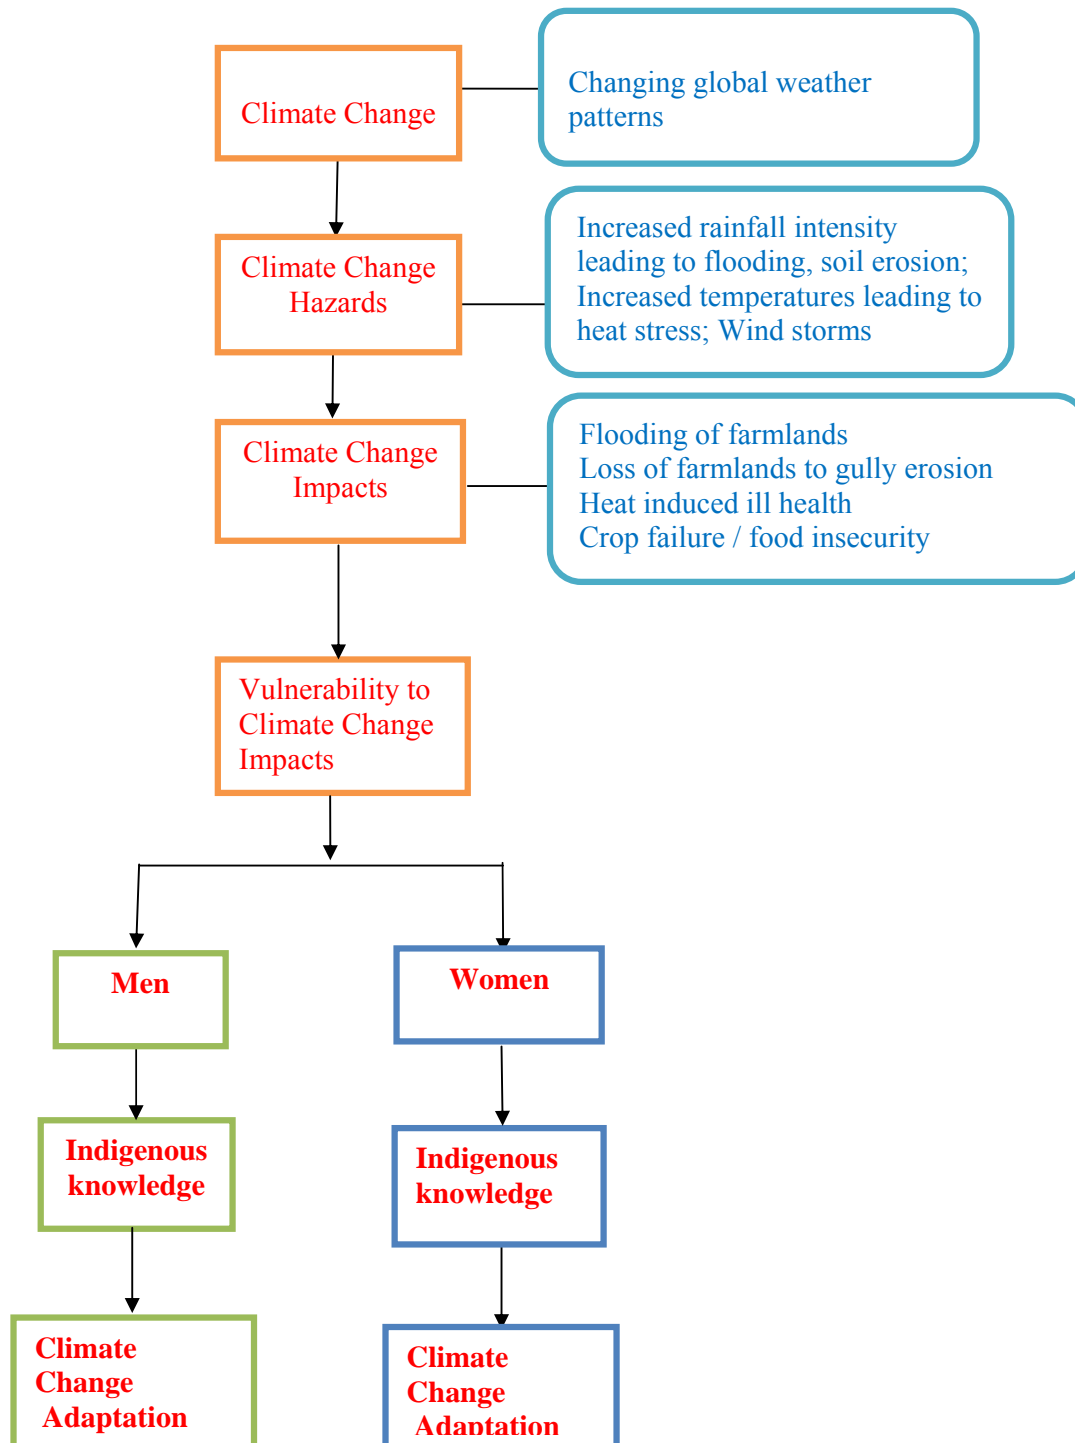 Climate Change
Changing global weather
patterns
Climate Change
Hazards
Increased rainfall intensity
leading to flooding, soil erosion;
Increased temperatures leading to
heat stress; Wind storms
Climate Change
Impacts
Flooding of farmlands
Loss of farmlands to gully erosion
Heat induced ill health
Crop failure / food insecurity
Vulnerability to
Climate Change
Impacts
Men
Women
Indigenous
knowledge
Indigenous
knowledge
Climate
Change
Adaptation
Climate
Change
Adaptation